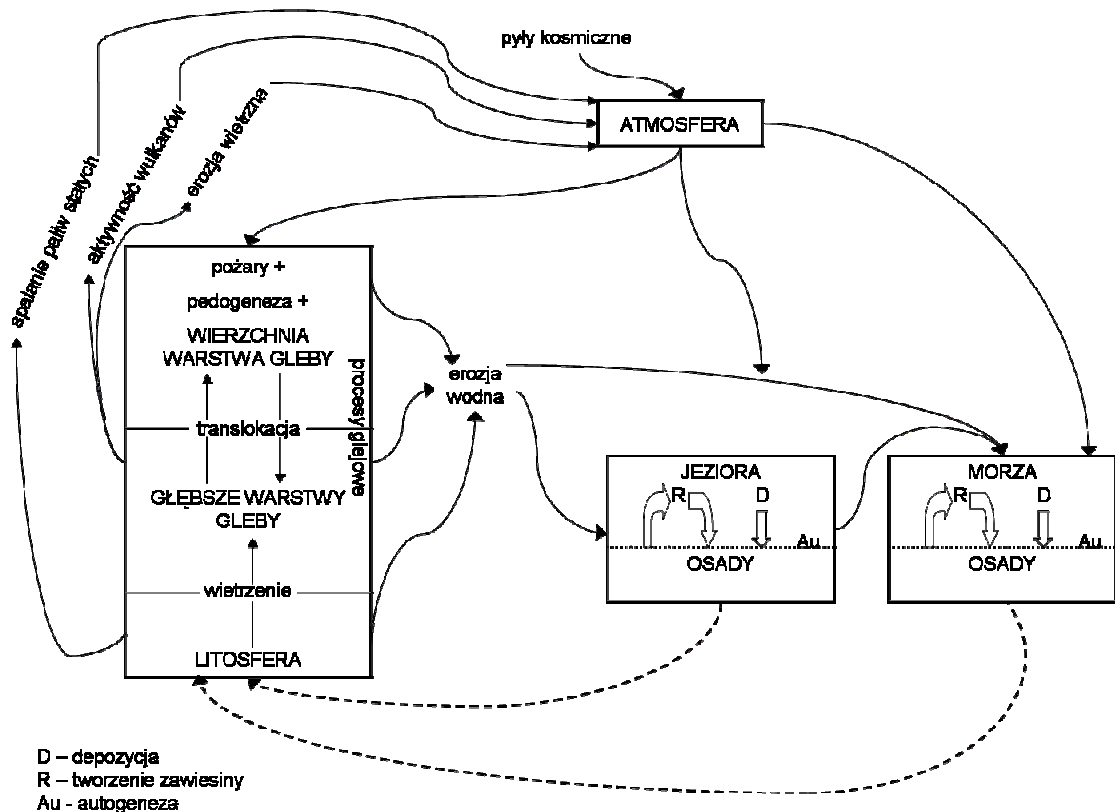 pyły kosmiczne
ATMOSFERA
spalanie paliw stałych
aktywność wulkanów
erozja wietrzna
pożary +
pedogeneza +
WIERZCHNIA
WARSTWA GLEBY
procesy glejowe
translokacja
GŁĘBSZE WARSTWY
GLEBY
wietrzenie
LITOSFERA
erozja
wodna
JEZIORA
R
D
Au
OSADY
MORZA
R
D
Au
OSADY
D – depozycja
R – tworzenie zawiesiny
Au - autogeneza